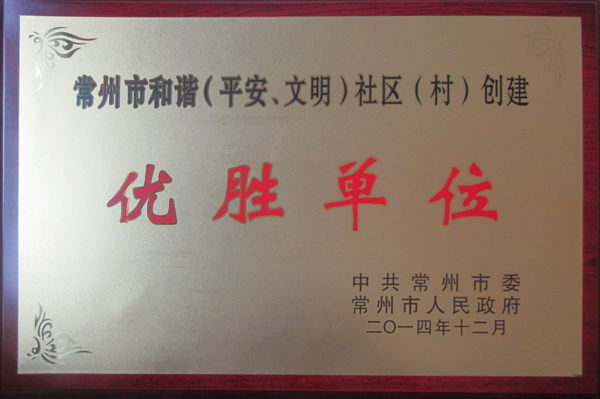 常州市和谐（平安、文明）社区（村）创建
优胜单位
中共常州市委
常州市人民政府
二〇一四年十二月